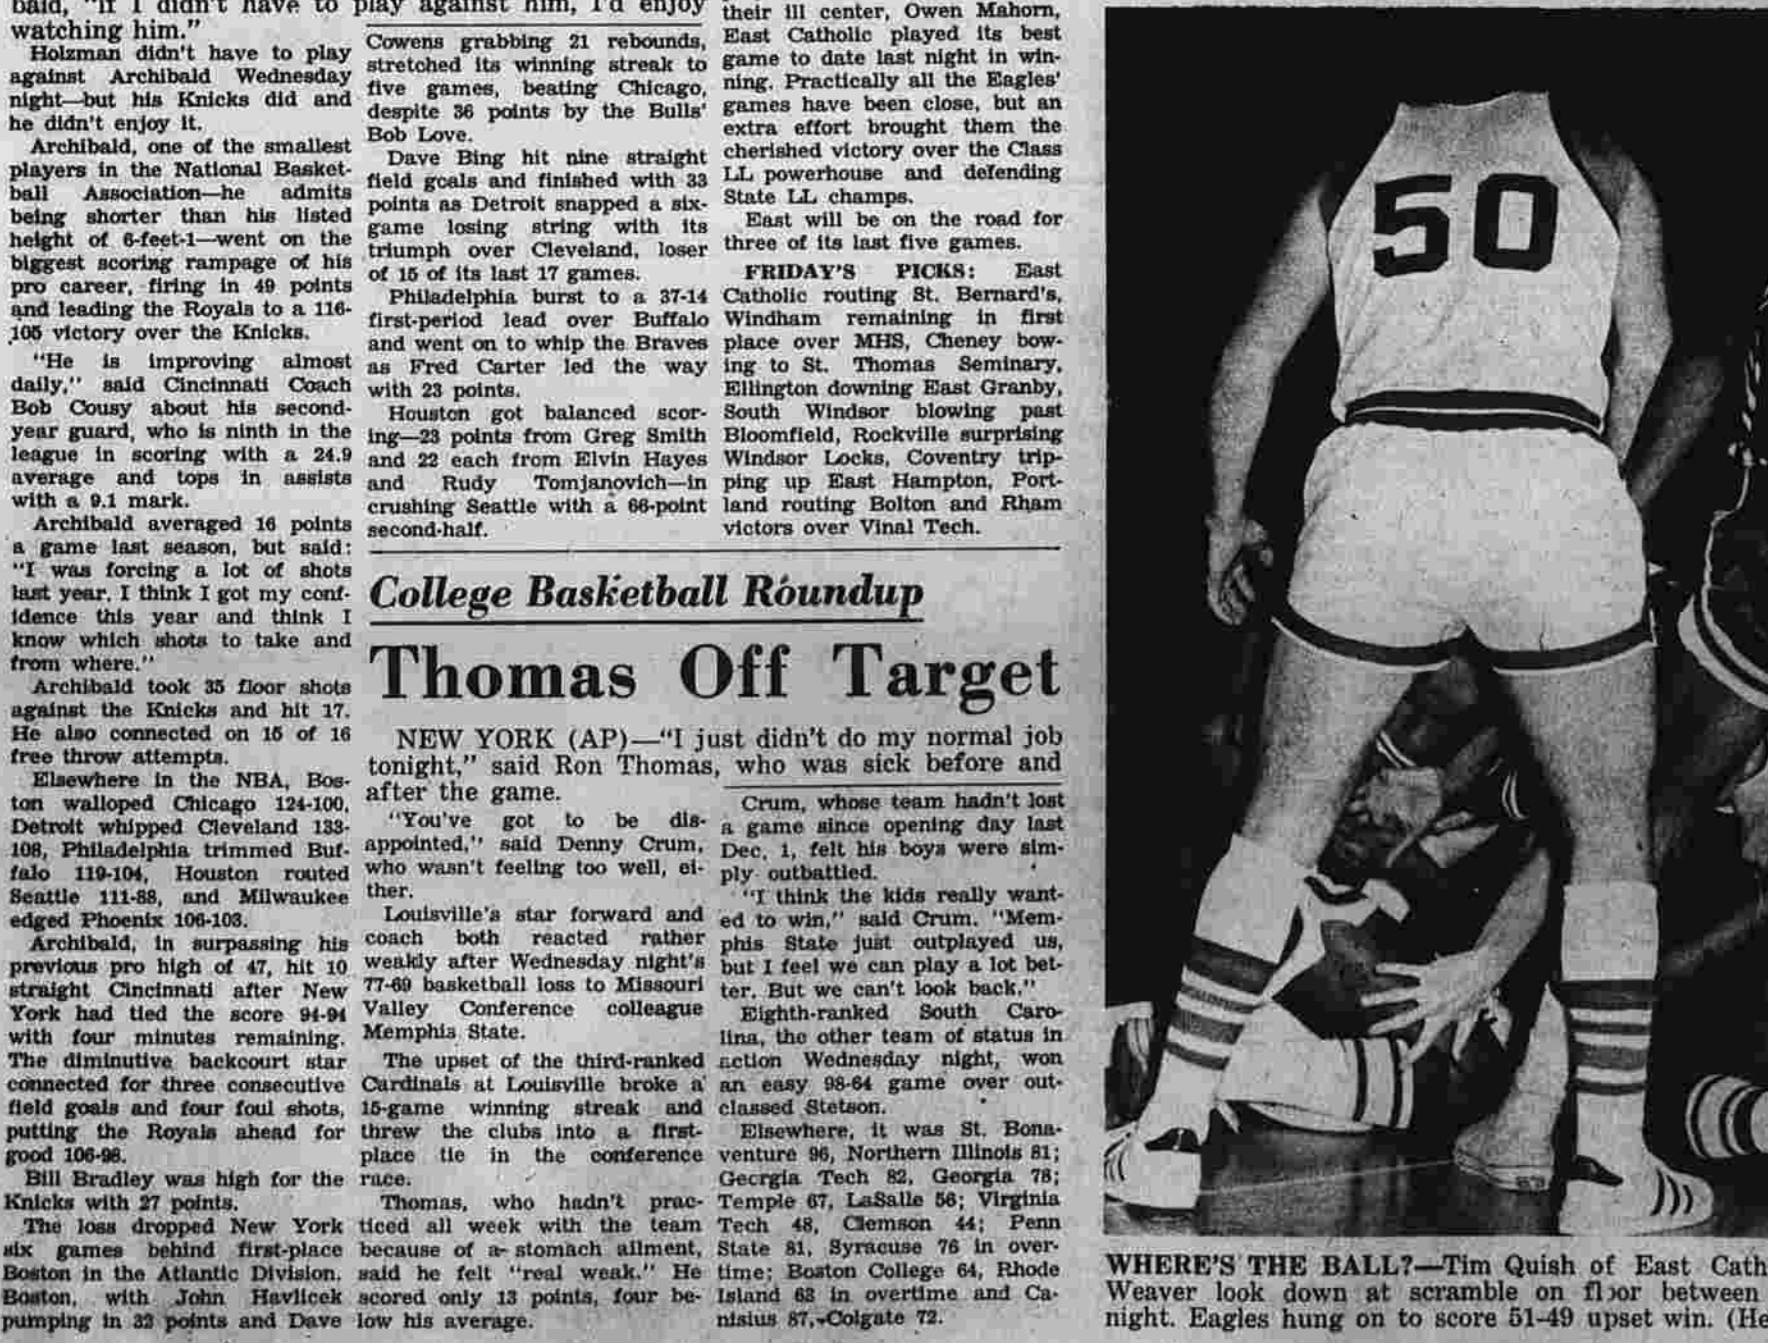 baid, "If I didn't have to play against him, I'd enjoy
watching him."
Holzman didn't have to play
against Archibald Wednesday
night—but his Knicks did and
he didn't enjoy it.
Archibald, one of the smallest
players in the National Basket-
ball Association—he admits
being shorter than his listed
height of 6-feet-1—went on the
biggest scoring rampage of his
pro career, firing in 49 points
and leading the Royals to a 116-
105 victory over the Knicks.
"He is improving almost
daily," said Cincinnati Coach
Bob Cousy about his second-
year guard, who is ninth in the
league in scoring with a 24.9
average and tops in assists
with a 9.1 mark.
Archibald averaged 16 points
a game last season, but said:
"I was forcing a lot of shots
last year. I think I got my conf-
idence this year and think I
know which shots to take and
from where."
Archibald took 35 floor shots
against the Knicks and hit 17.
He also connected on 15 of 16
free throw attempts.
Elsewhere in the NBA, Bos-
ton walloped Chicago 124-100,
Detroit whipped Cleveland 133-
108, Philadelphia trimmed Buf-
falo 119-104, Houston routed
Seattle 111-88, and Milwaukee
edged Phoenix 106-103.
Archibald, in surpassing his
previous pro high of 47, hit 10
straight Cincinnati after New
York had tied the score 94-94
with four minutes remaining.
The diminutive backcourt star
connected for three consecutive
field goals and four foul shots,
putting the Royals ahead for
good 106-98.
Bill Bradley was high for the
Knicks with 27 points.
The loss dropped New York
six games behind first-place
Boston in the Atlantic Division.
Boston, with John Havlicek
pumping in 32 points and Dave
Cowens grabbing 21 rebounds,
stretched its winning streak to
five games, beating Chicago,
despite 36 points by the Bulls'
Bob Love.
Dave Bing hit nine straight
field goals and finished with 33
points as Detroit snapped a six-
game losing string with its
triumph over Cleveland, loser
of 15 of its last 17 games.
Philadelphia burst to a 37-14
first-period lead over Buffalo
and went on to whip the Braves
as Fred Carter led the way
with 23 points.
Houston got balanced scor-
ing—23 points from Greg Smith
and 22 each from Elvin Hayes
and Rudy Tomjanovich—in
crushing Seattle with a 66-point
second-half.
their ill center, Owen Mahorn,
East Catholic played its best
game to date last night in win-
ning. Practically all the Eagles'
games have been close, but an
extra effort brought them the
cherished victory over the Class
LL powerhouse and defending
State LL champs.
East will be on the road for
three of its last five games.
FRIDAY'S PICKS: East
Catholic routing St. Bernard's,
Windham remaining in first
place over MHS, Cheney bow-
ing to St. Thomas Seminary,
Ellington downing East Granby,
South Windsor blowing past
Bloomfield, Rockville surprising
Windsor Locks, Coventry trip-
ping up East Hampton, Port-
land routing Bolton and Rham
victors over Vinal Tech.
College Basketball Roundup
Thomas Off Target
NEW YORK (AP)—"I just didn't do my normal job
tonight," said Ron Thomas, who was sick before and
after the game.
"You've got to be dis-
appointed," said Denny Crum,
who wasn't feeling too well, ei-
ther.
Louisville's star forward and
coach both reacted rather
weakly after Wednesday night's
77-69 basketball loss to Missouri
Valley Conference colleague
Memphis State.
The upset of the third-ranked
Cardinals at Louisville broke a
15-game winning streak and
threw the clubs into a first-
place tie in the conference
race.
Thomas, who hadn't prac-
ticed all week with the team
because of a stomach ailment,
said he felt "real weak." He
scored only 13 points, four be-
low his average.
Crum, whose team hadn't lost
a game since opening day last
Dec. 1, felt his boys were sim-
ply outbattled.
"I think the kids really want-
ed to win," said Crum. "Mem-
phis State just outplayed us,
but I feel we can play a lot bet-
ter. But we can't look back."
Eighth-ranked South Caro-
lina, the other team of status in
action Wednesday night, won
an easy 98-64 game over out-
classed Stetson.
Elsewhere, it was St. Bona-
venture 96, Northern Illinois 81;
Georgia Tech 82, Georgia 78;
Temple 67, LaSalle 56; Virginia
Tech 48, Clemson 44; Penn
State 81, Syracuse 76 in over-
time; Boston College 64, Rhode
Island 63 in overtime and Ca-
nisius 87, Colgate 72.
50
WHERE'S THE BALL?—Tim Quish of East Cath
Weaver look down at scramble on floor between
night. Eagles hung on to score 51-49 upset win. (He